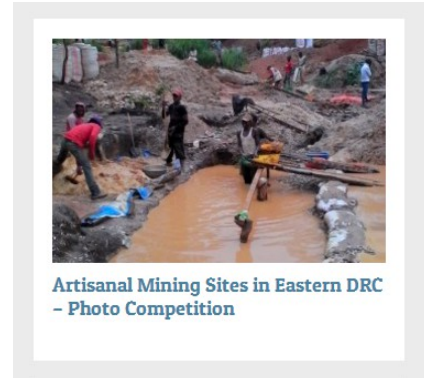 Artisanal Mining Sites in Eastern DRC
– Photo Competition